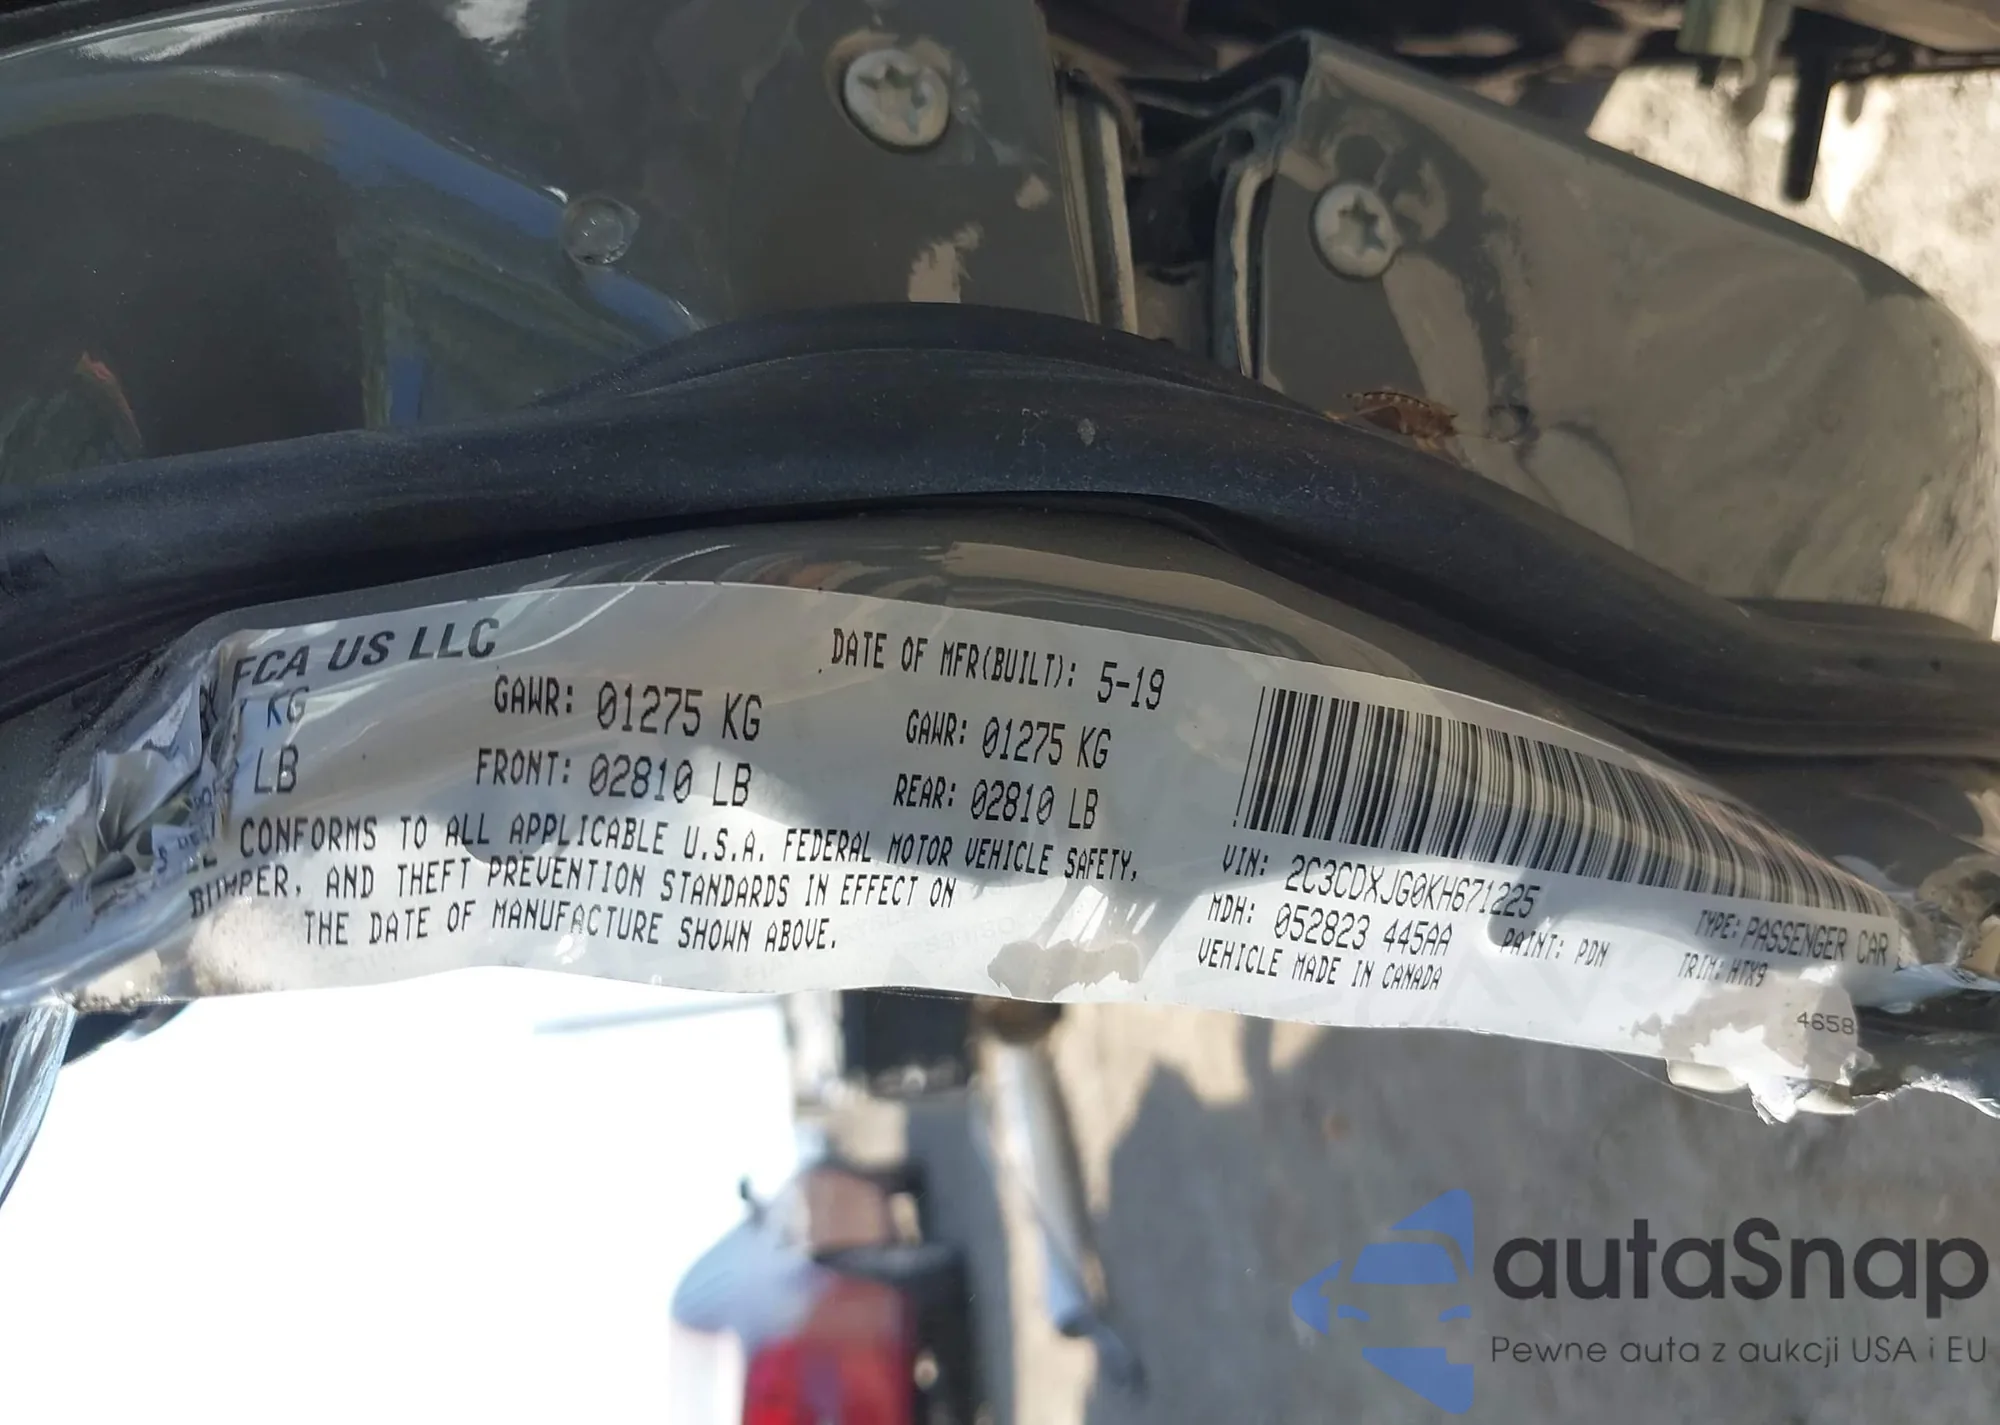 FCA US LLC
DATE OF MFR(BUILT): 5-19
KG GAWR: 01275 KG GAWR: 01275 KG
LB FRONT: 02810 LB REAR: 02810 LB
CONFORMS TO ALL APPLICABLE U.S.A. FEDERAL MOTOR VEHICLE SAFETY,
BUMPER, AND THEFT PREVENTION STANDARDS IN EFFECT ON
THE DATE OF MANUFACTURE SHOWN ABOVE.
VIN: 2C3CDXJG0KH671225
TYPE: PASSENGER CAR
MDH: 052823 445AA PAINT: PDN TRIM: HTX9
VEHICLE MADE IN CANADA
4658
autaSnap
Pewne auta z aukcji USA i EU